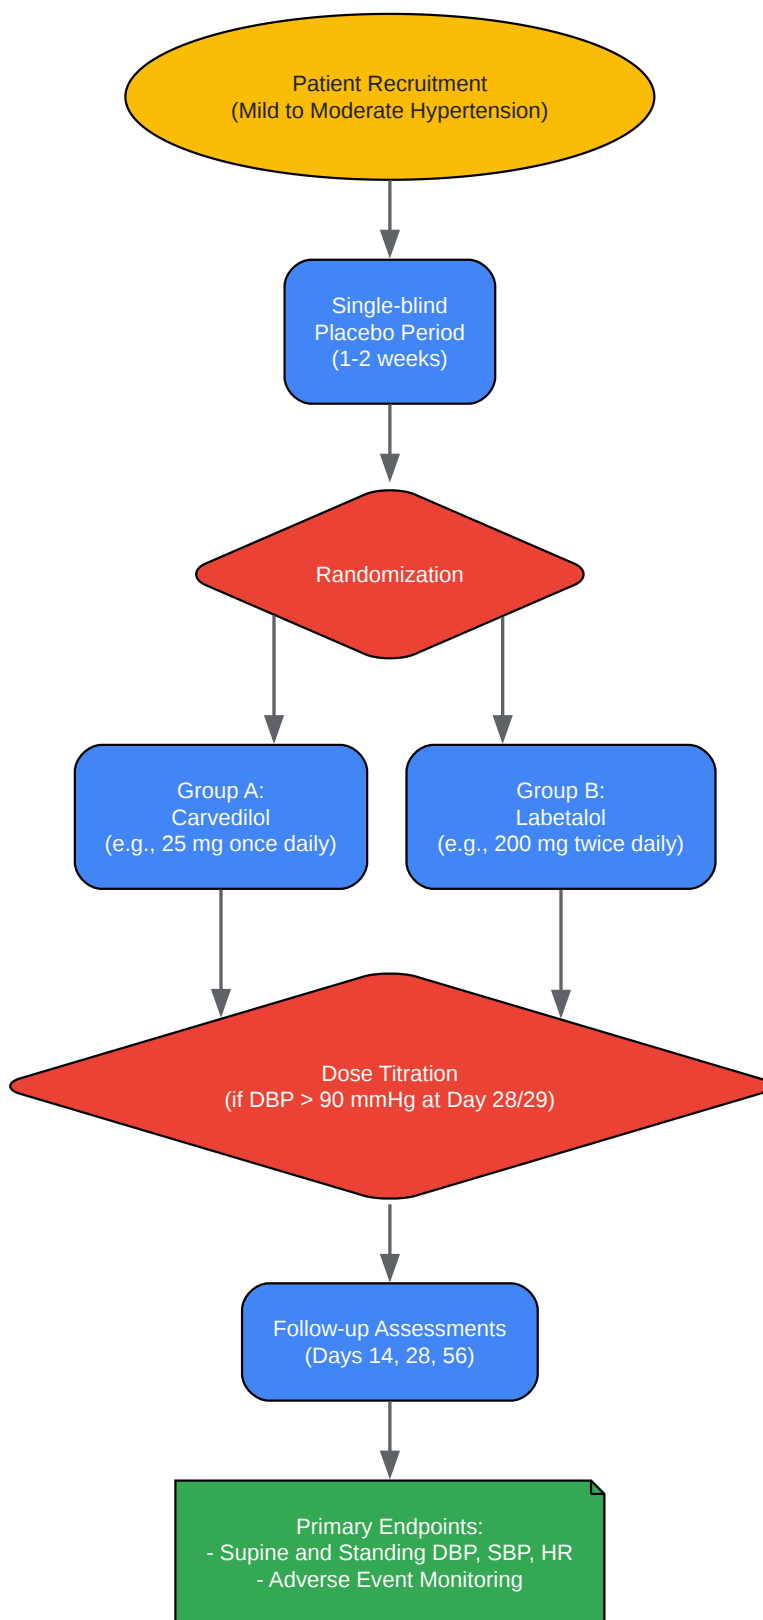 Patient Recruitment
(Mild to Moderate Hypertension)
Single-blind
Placebo Period
(1-2 weeks)
Randomization
Group A:
Carvedilol
(e.g., 25 mg once daily)
Group B:
Labetalol
(e.g., 200 mg twice daily)
Dose Titration
(if DBP > 90 mmHg at Day 28/29)
Follow-up Assessments
(Days 14, 28, 56)
Primary Endpoints:
- Supine and Standing DBP, SBP, HR
- Adverse Event Monitoring